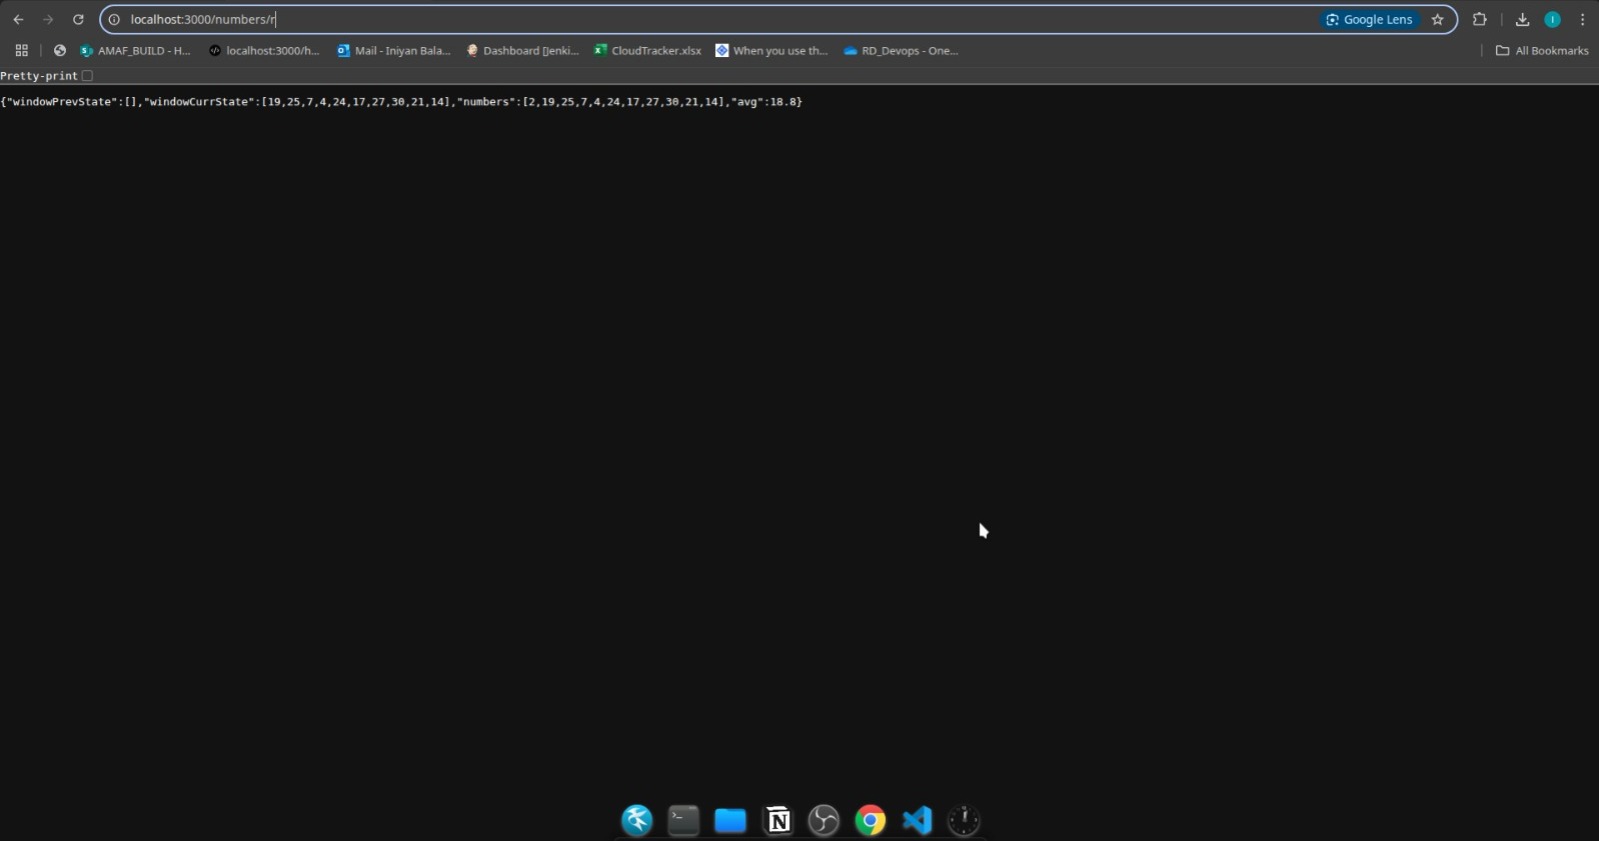 localhost:3000/numbers/r
Google Lens
AMAF_BUILD - H...
localhost:3000/h...
Mail - Iniyan Bala...
Dashboard [Jenki...
CloudTracker.xlsx
When you use th...
RD_Devops - One...
All Bookmarks
Pretty-print
{"windowPrevState":[],"windowCurrState":[19,25,7,4,24,17,27,30,21,14],"numbers":[2,19,25,7,4,24,17,27,30,21,14],"avg":18.8}